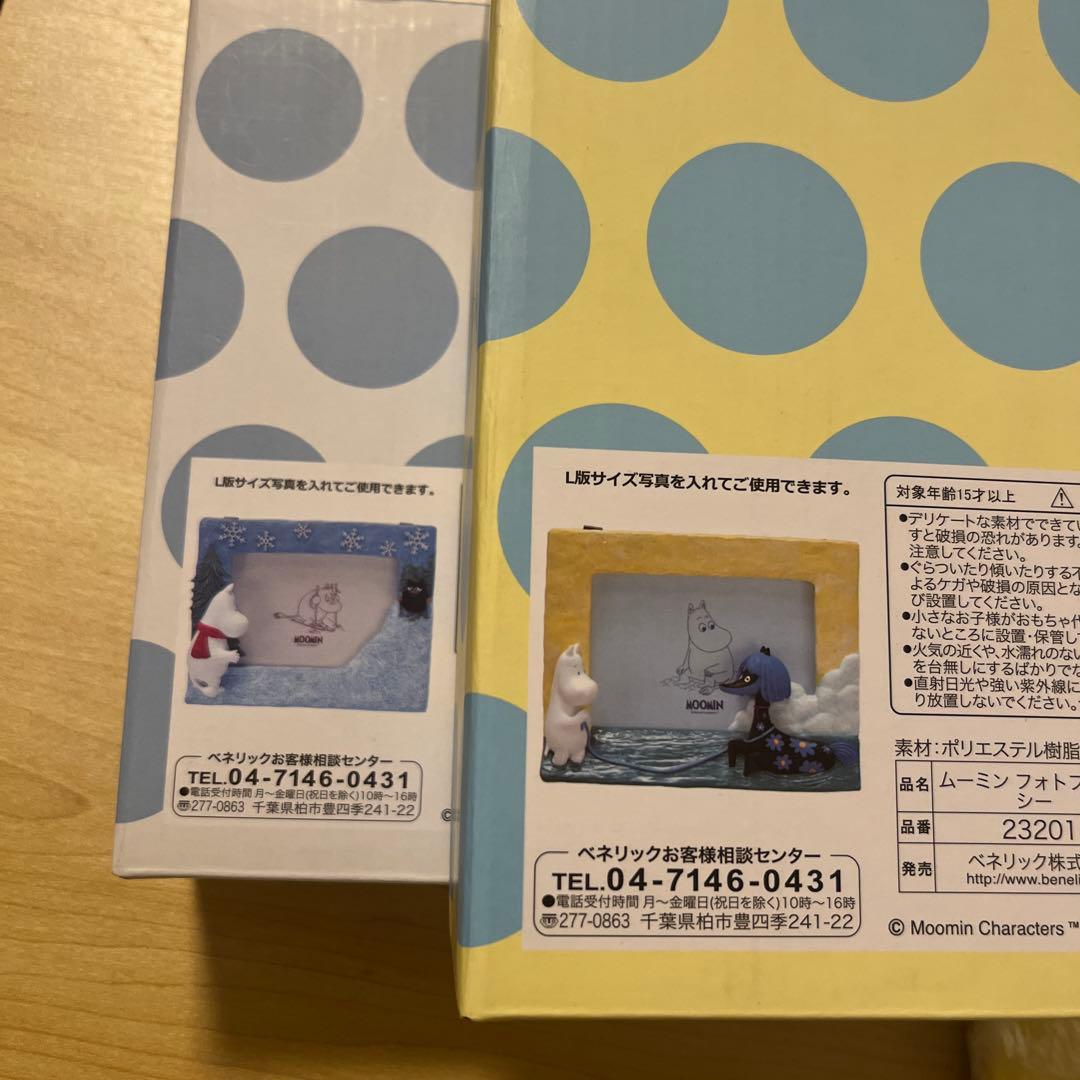 L版サイズ写真を入れてご使用できます。
MOOMIN
ベネリックお客様相談センター
TEL.04-7146-0431
●電話受付時間 月〜金曜日(祝日を除く)10時〜16時
〠277-0863 千葉県柏市豊四季241-22
©
L版サイズ写真を入れてご使用できます。
MOOMIN
ベネリックお客様相談センター
TEL.04-7146-0431
●電話受付時間 月〜金曜日(祝日を除く)10時〜16時
〠277-0863 千葉県柏市豊四季241-22
対象年齢15才以上 ⚠
●デリケートな素材でできてい
すと破損の恐れがあります
注意してください。
●ぐらついたり傾いたりする不
よるケガや破損の原因とな
び設置してください。
●小さなお子様がおもちゃ代
ないところに設置・保管し
●火気の近くや、水濡れのない
を台無しにするばかりでな
●直射日光や強い紫外線に
り放置しないでください。
素材:ポリエステル樹脂
品名 ムーミン フォトフ
シー
品番 23201
発売 ベネリック株式
http://www.beneli
© Moomin Characters ™